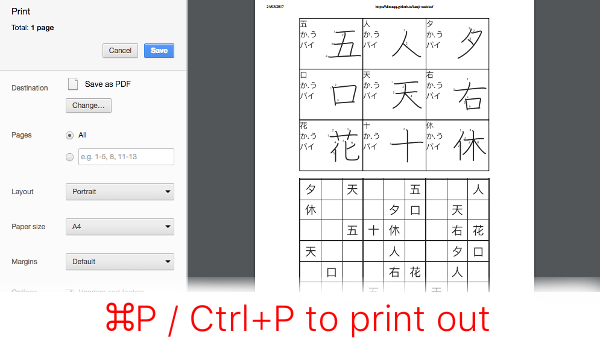 Print
Total: 1 page
Cancel
Save
Destination
Save as PDF
Change...
Pages
All
e.g. 1-5, 8, 11-13
Layout
Portrait
Paper size
A4
Margins
Default
五 人 夕
か,う か,う か,う
バイ バイ バイ
五 人 夕
口 天 右
か,う か,う か,う
バイ バイ バイ
口 天 右
花 十 休
か,う か,う か,う
バイ バイ バイ
花 十 休
夕 天 五 人
休 夕 口 天
五 十 休 右 花
天 人 夕 口
口 右 花 人
⌘P / Ctrl+P to print out